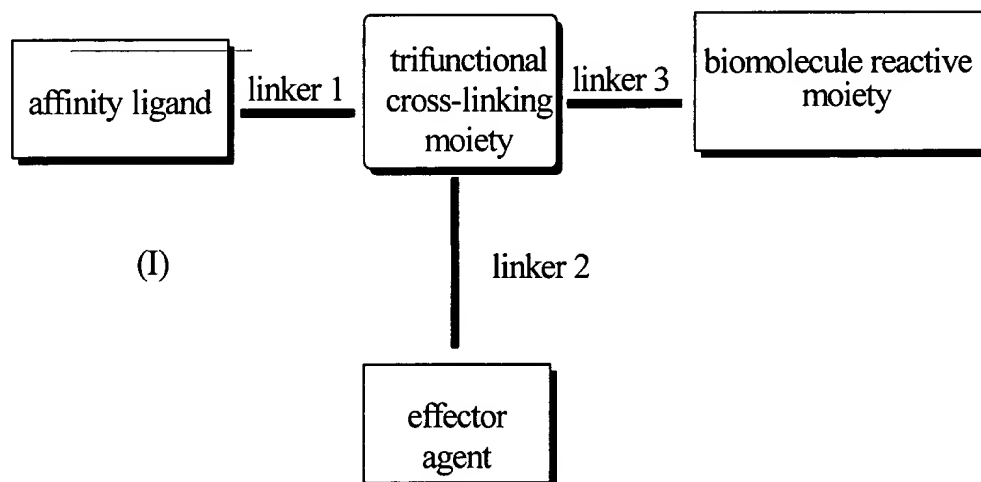 affinity ligand
linker 1
trifunctional
cross-linking
moiety
linker 3
biomolecule reactive
moiety
(I)
linker 2
effector
agent